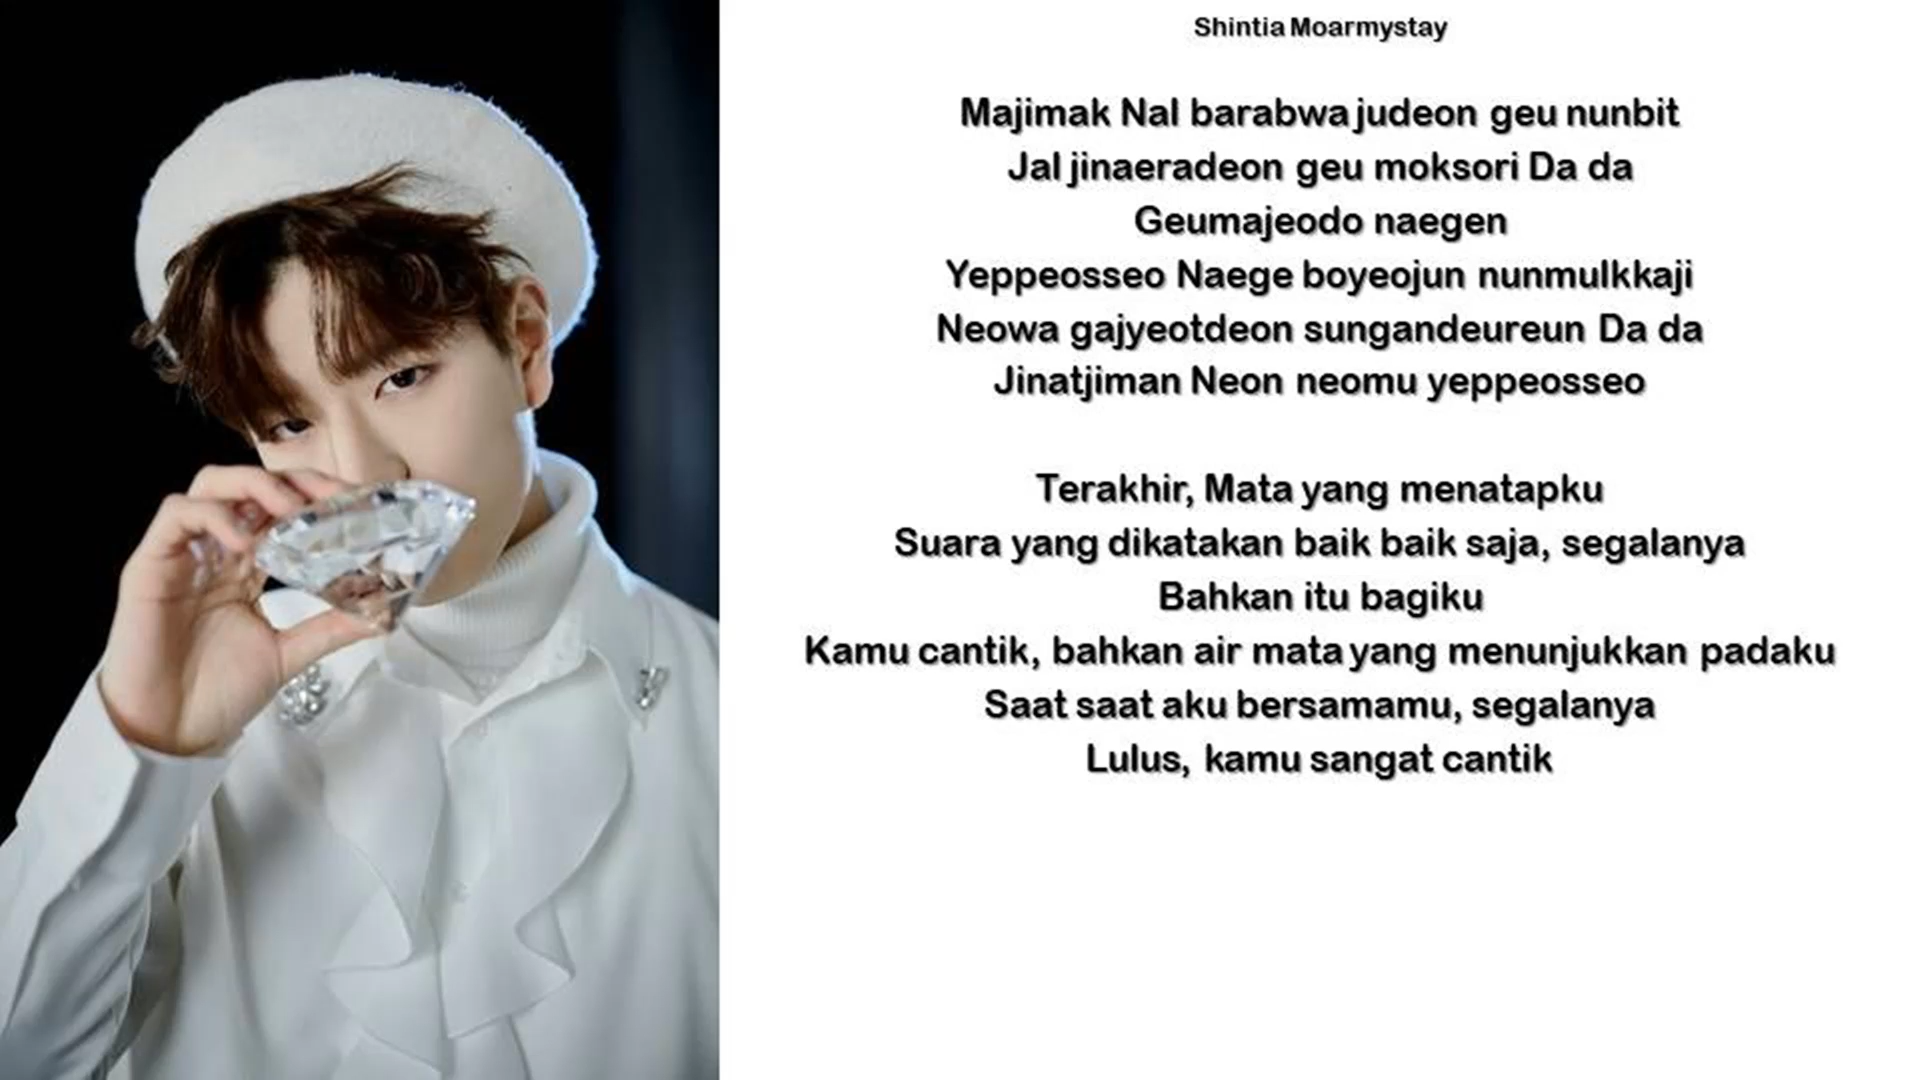 Shintia Moarmystay
Majimak Nal barabwa judeon geu nunbit
Jal jinaeradeon geu moksori Da da
Geumajeodo naegen
Yeppeosseo Naege boyeojun nunmulkkaji
Neowa gajyeotdeon sungandeureun Da da
Jinatjiman Neon neomu yeppeosseo
Terakhir, Mata yang menatapku
Suara yang dikatakan baik baik saja, segalanya
Bahkan itu bagiku
Kamu cantik, bahkan air mata yang menunjukkan padaku
Saat saat aku bersamamu, segalanya
Lulus, kamu sangat cantik